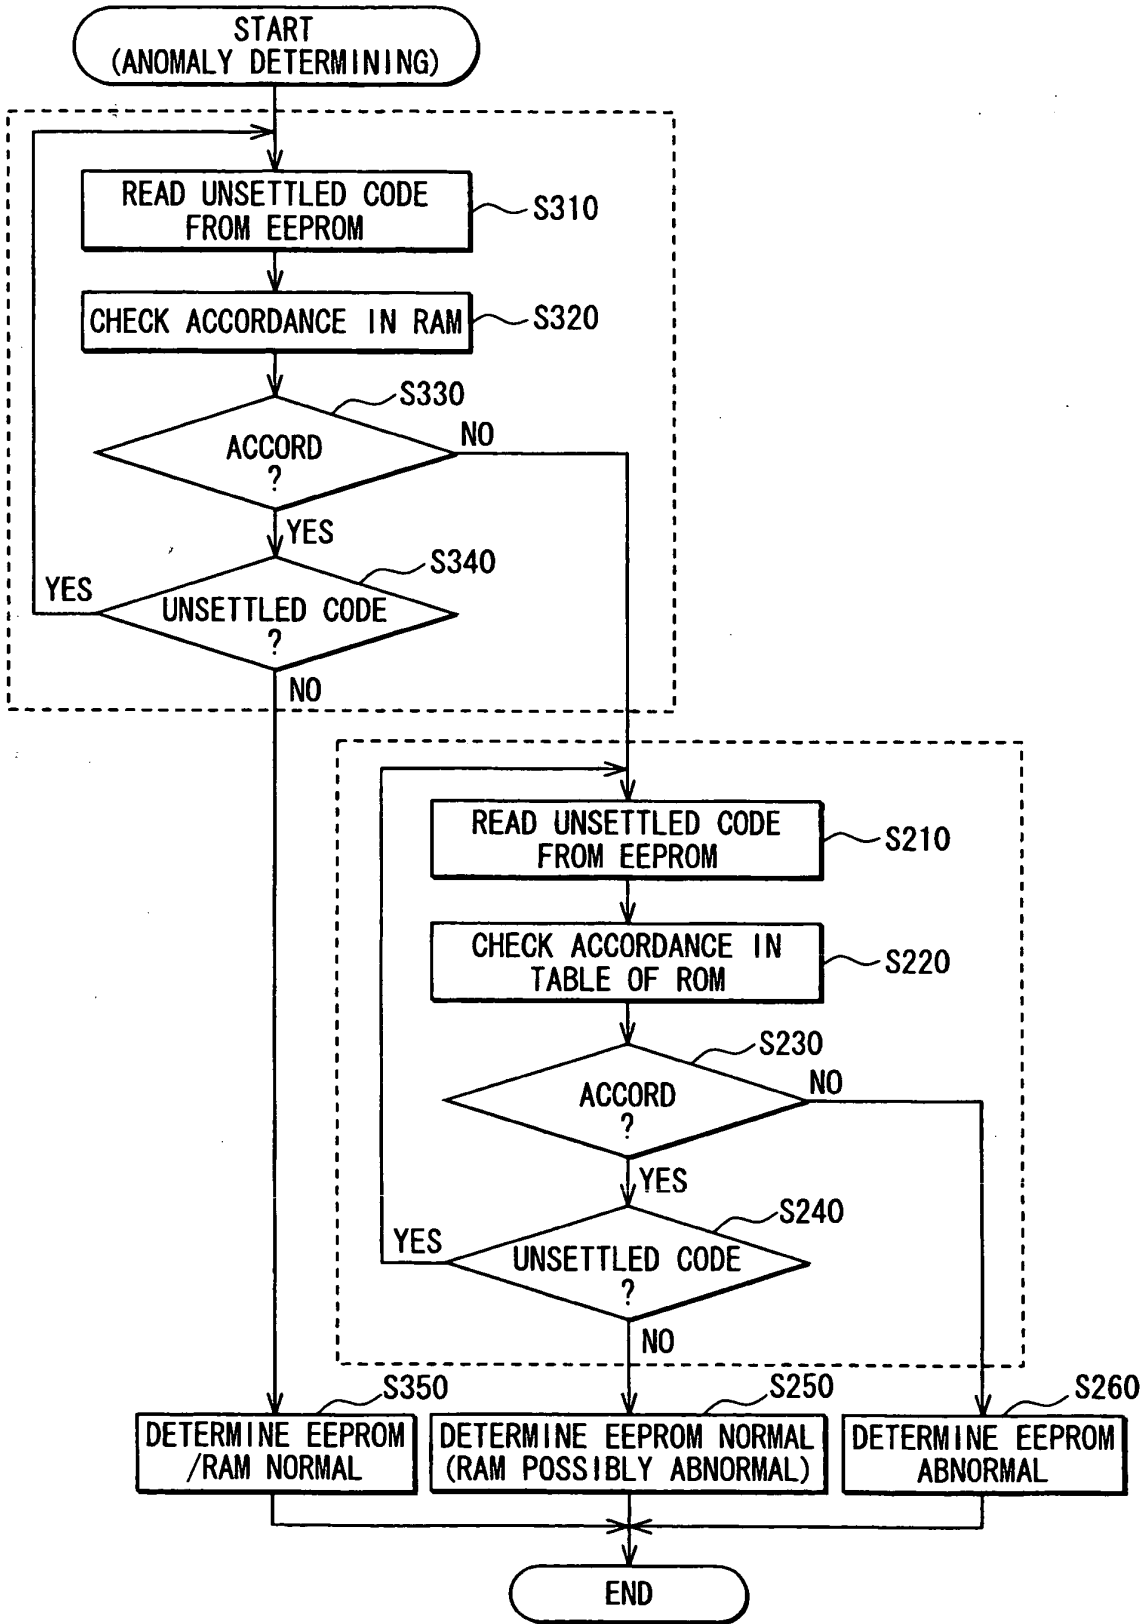 START
(ANOMALY DETERMINING)
READ UNSETTLED CODE
FROM EEPROM
S310
CHECK ACCORDANCE IN RAM
S320
S330
ACCORD
?
NO
YES
S340
UNSETTLED CODE
?
YES
NO
READ UNSETTLED CODE
FROM EEPROM
S210
CHECK ACCORDANCE IN
TABLE OF ROM
S220
S230
ACCORD
?
NO
YES
S240
UNSETTLED CODE
?
YES
NO
S350
DETERMINE EEPROM
/RAM NORMAL
S250
DETERMINE EEPROM NORMAL
(RAM POSSIBLY ABNORMAL)
S260
DETERMINE EEPROM
ABNORMAL
END